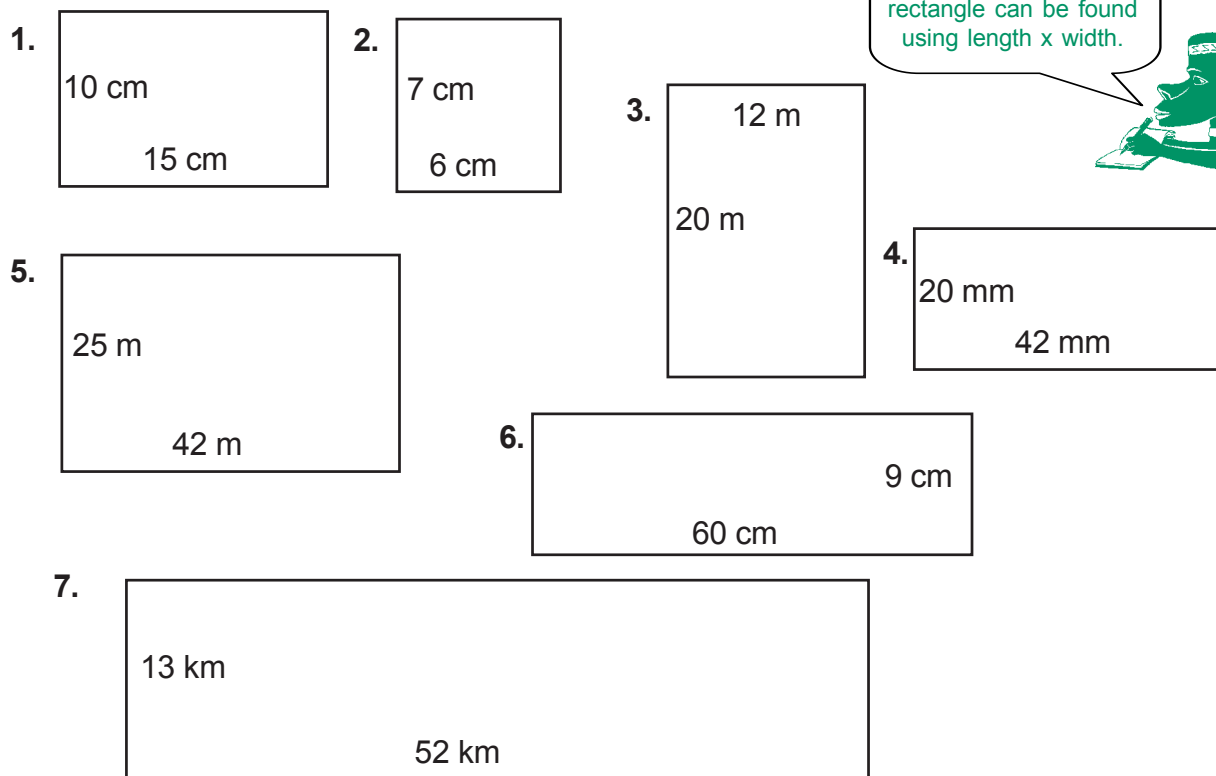 rectangle can be found
using length x width.
1.
10 cm
15 cm
2.
7 cm
6 cm
3.
12 m
20 m
4.
20 mm
42 mm
5.
25 m
42 m
6.
9 cm
60 cm
7.
13 km
52 km